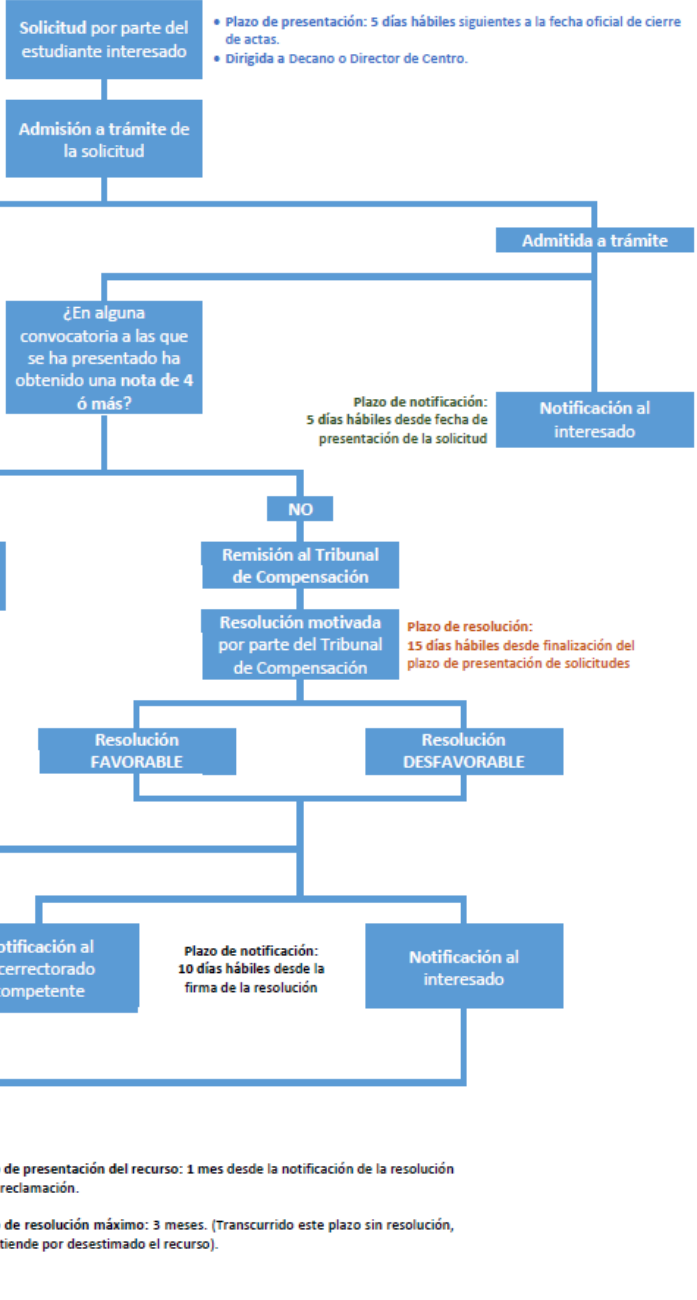 Solicitud por parte del
estudiante interesado
• Plazo de presentación: 5 días hábiles siguientes a la fecha oficial de cierre
de actas.
• Dirigida a Decano o Director de Centro.
Admisión a trámite de
la solicitud
Admitida a trámite
¿En alguna
convocatoria a las que
se ha presentado ha
obtenido una nota de 4
ó más?
Plazo de notificación:
5 días hábiles desde fecha de
presentación de la solicitud
Notificación al
interesado
NO
Remisión al Tribunal
de Compensación
Resolución motivada
por parte del Tribunal
de Compensación
Plazo de resolución:
15 días hábiles desde finalización del
plazo de presentación de solicitudes
Resolución
FAVORABLE
Resolución
DESFAVORABLE
otificación al
cerrectorado
ompetente
Plazo de notificación:
10 días hábiles desde la
firma de la resolución
Notificación al
interesado
de presentación del recurso: 1 mes desde la notificación de la resolución
reclamación.
de resolución máximo: 3 meses. (Transcurrido este plazo sin resolución,
tiende por desestimado el recurso).